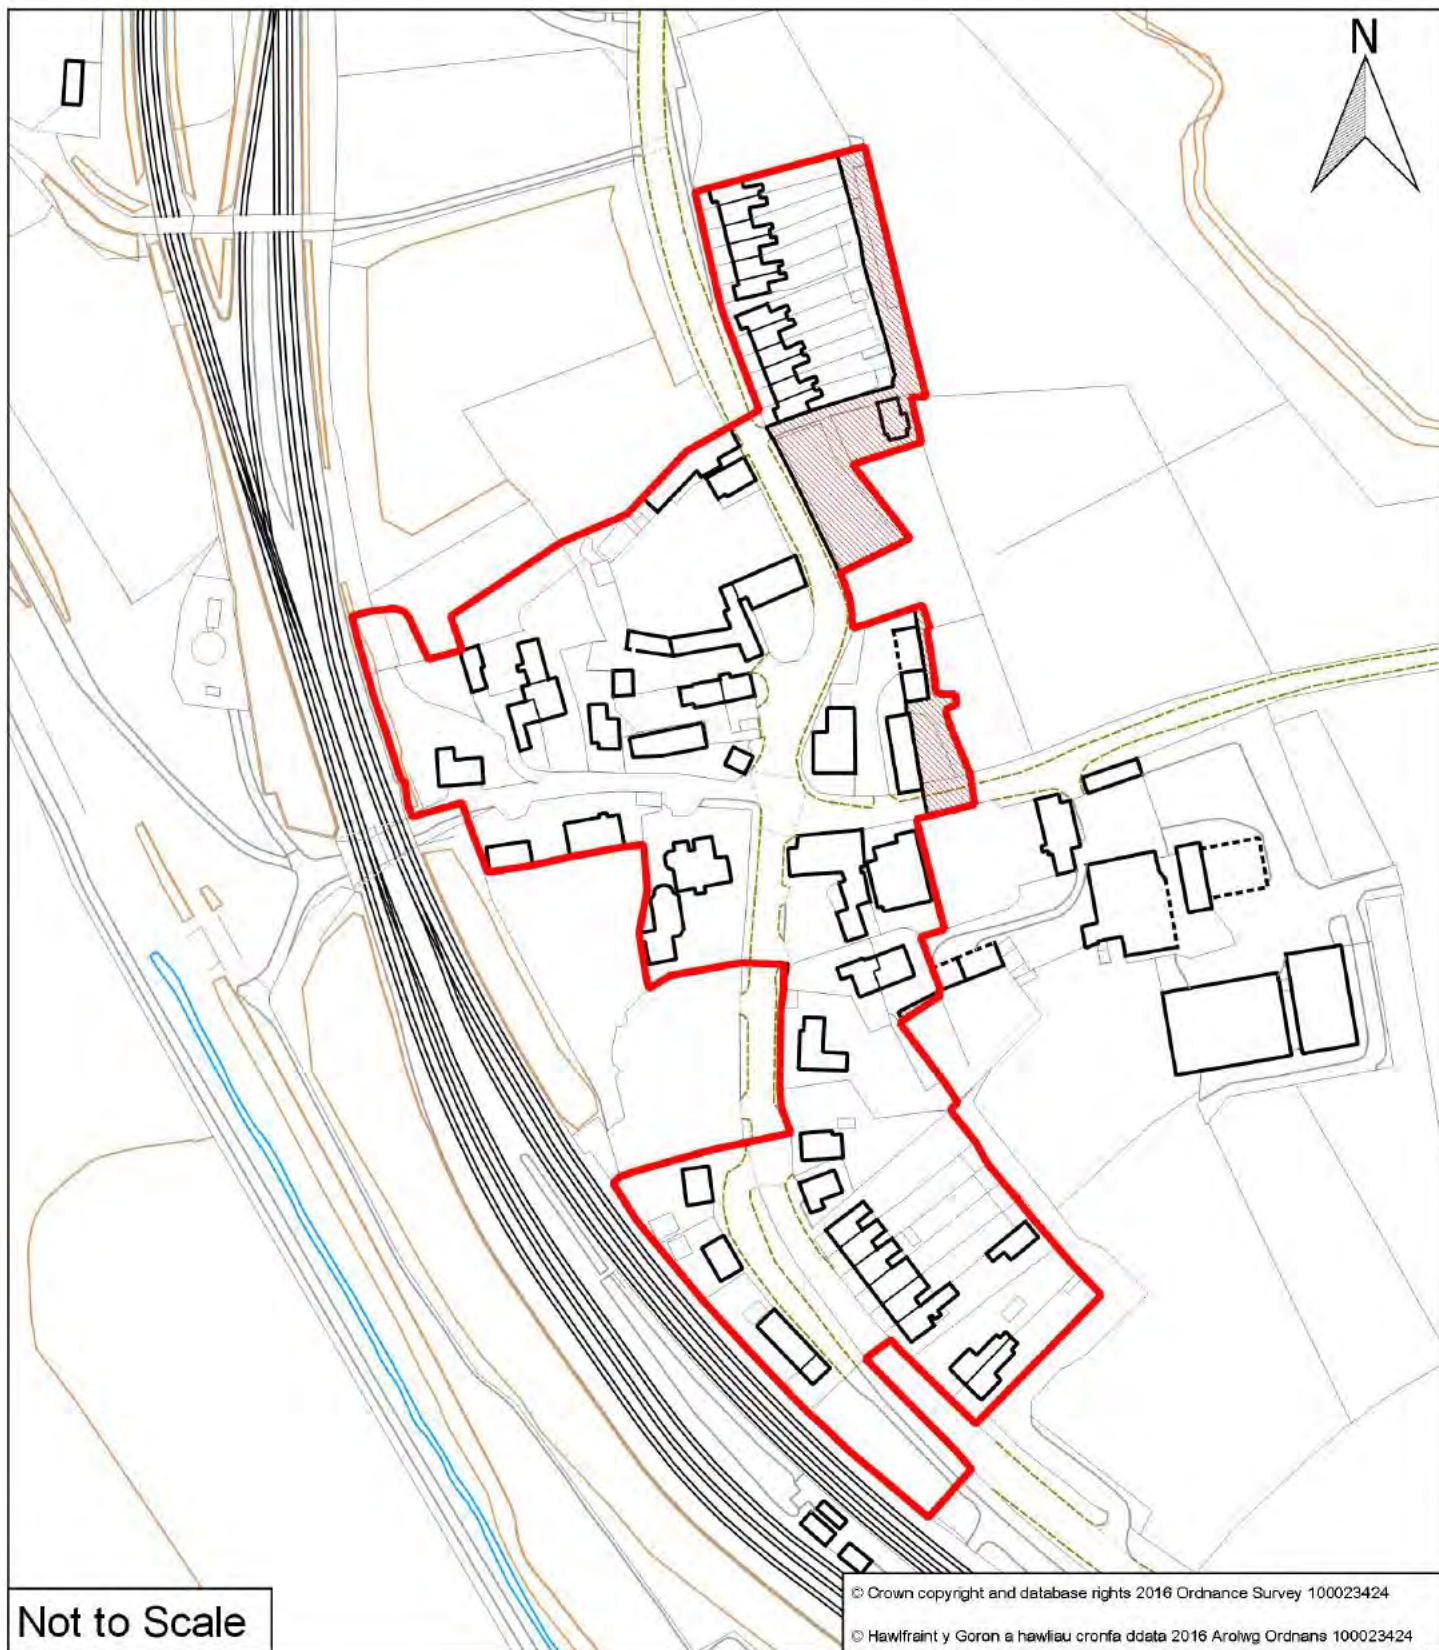 N
Not to Scale
© Crown copyright and database rights 2016 Ordnance Survey 100023424
© Hawlfraint y Goron a hawliau cronfa ddata 2016 Arolwg Ordnans 100023424